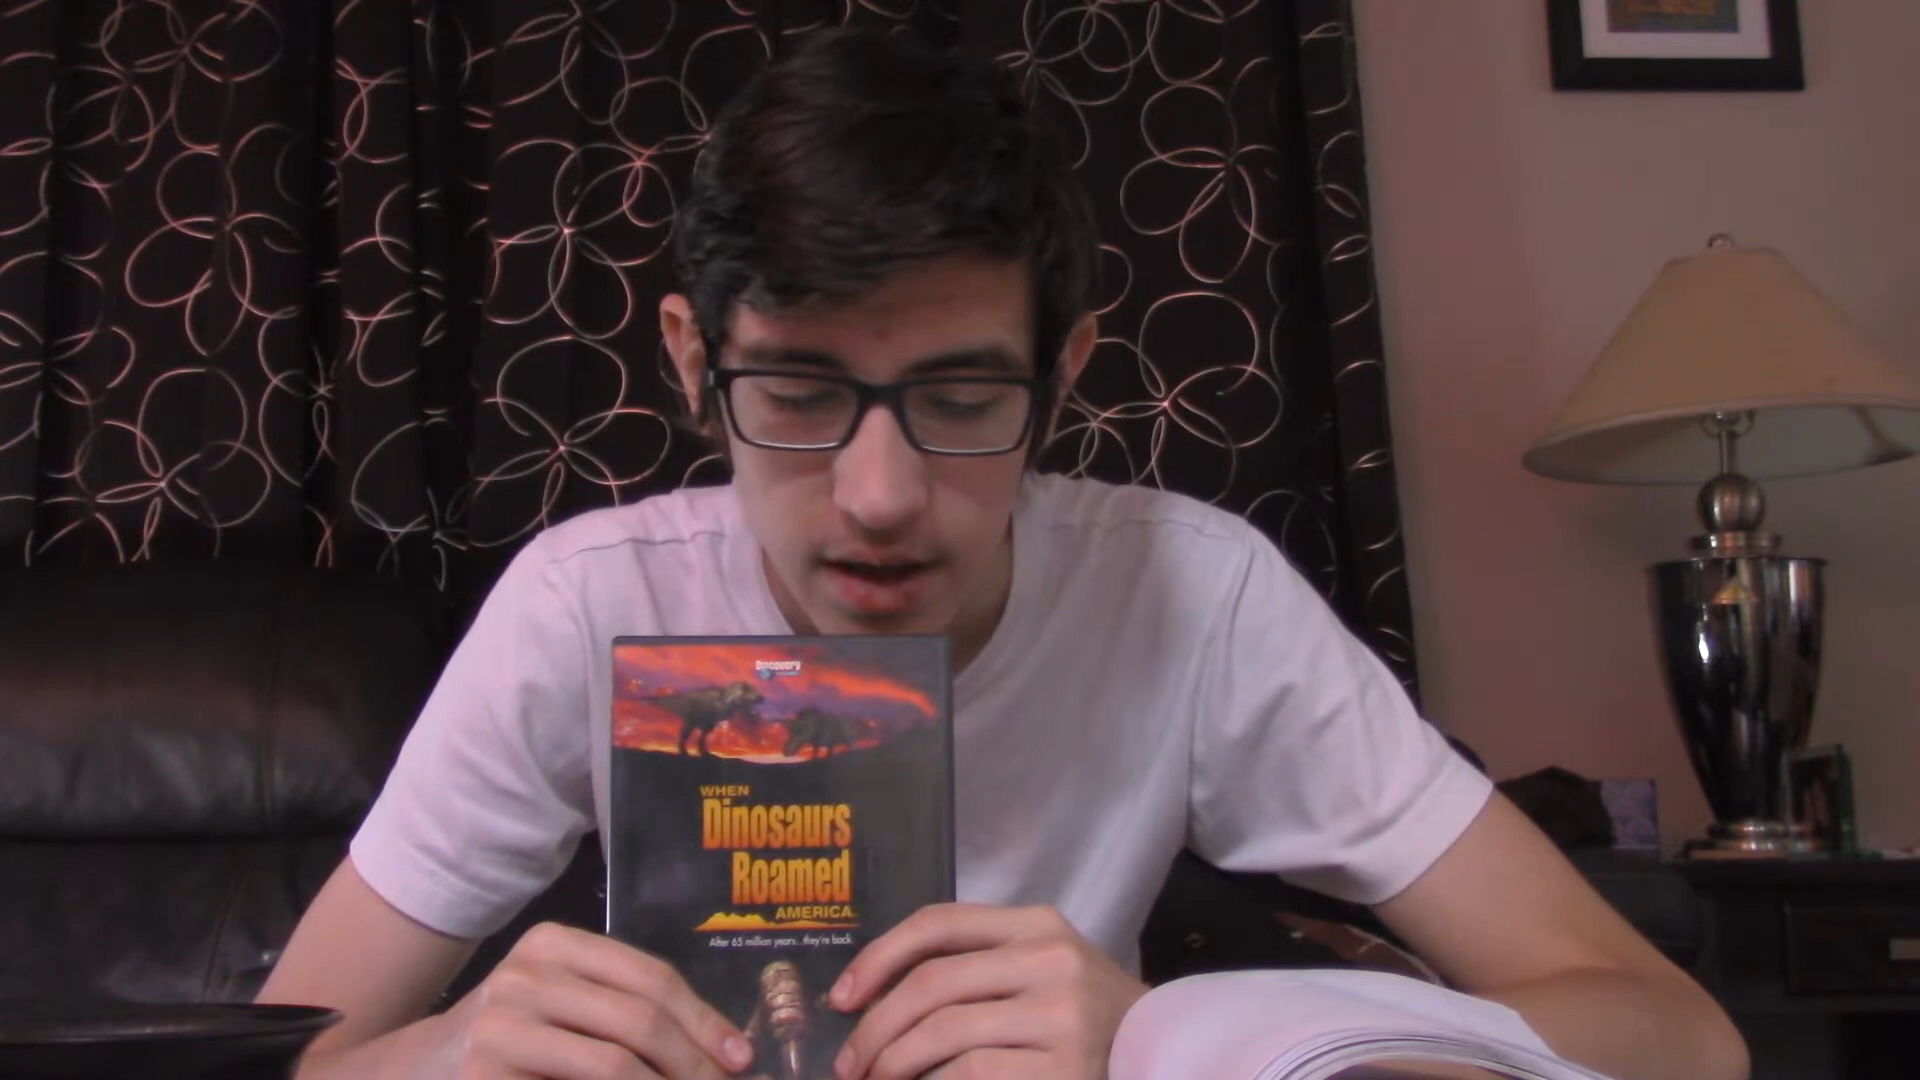 Discovery
WHEN
Dinosaurs
Roamed
AMERICA
After 65 million years...they're back.